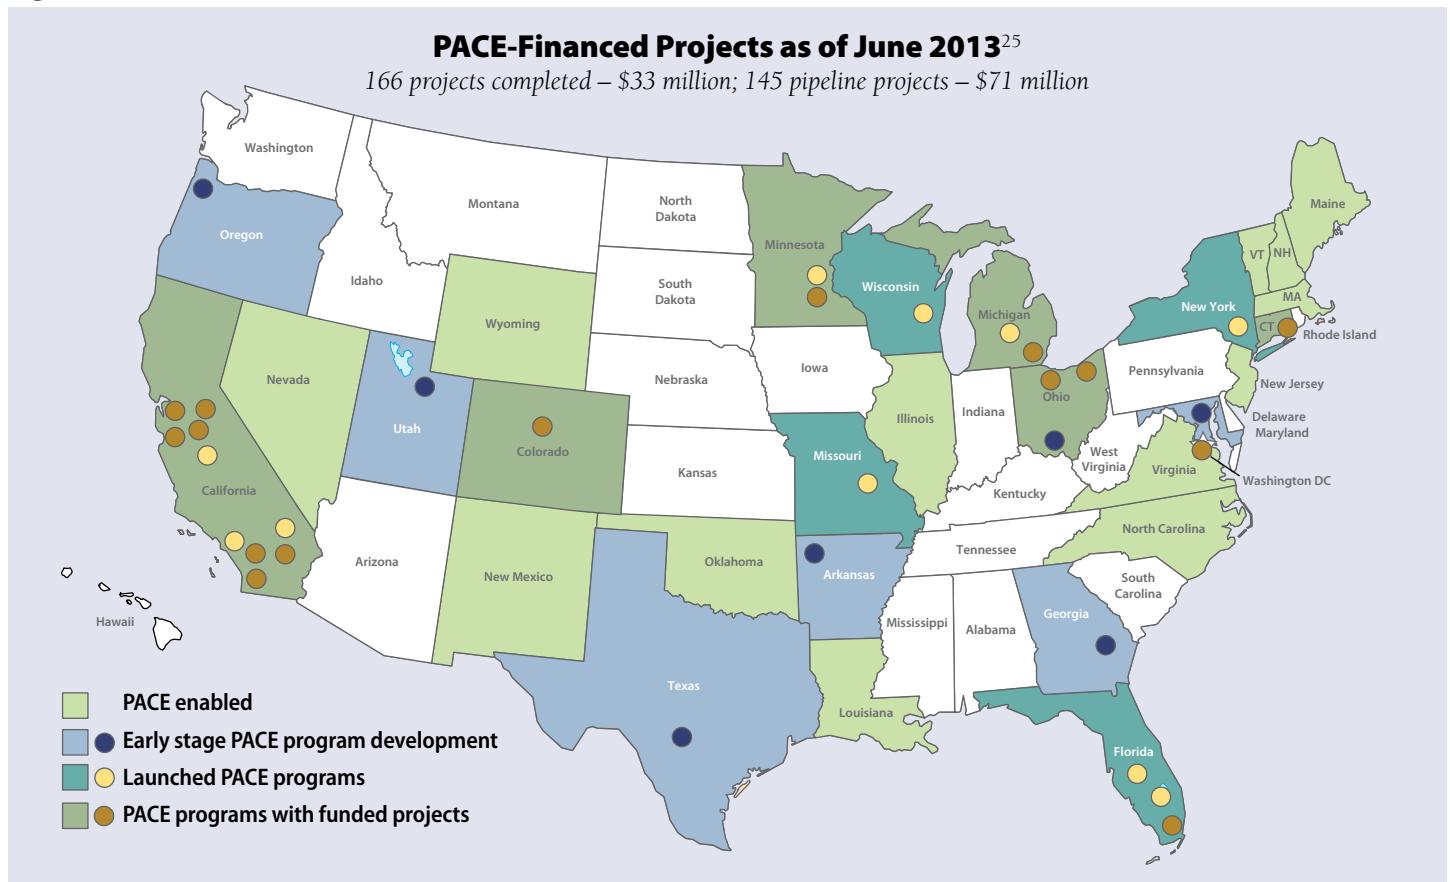 PACE-Financed Projects as of June 2013²⁵
166 projects completed – $33 million; 145 pipeline projects – $71 million
Washington
Montana
North
Dakota
Minnesota
Maine
Oregon
Idaho
South
Dakota
Wisconsin
Michigan
VT
NH
MA
New York
CT
Rhode Island
Wyoming
Nevada
Utah
Nebraska
Iowa
Pennsylvania
New Jersey
Illinois
Indiana
Ohio
Delaware
Maryland
Colorado
Kansas
Missouri
West
Virginia
Virginia
Washington DC
California
Kentucky
North Carolina
Arizona
New Mexico
Oklahoma
Arkansas
Tennessee
South
Carolina
Hawaii
Mississippi
Alabama
Georgia
Texas
Louisiana
Florida
PACE enabled
Early stage PACE program development
Launched PACE programs
PACE programs with funded projects